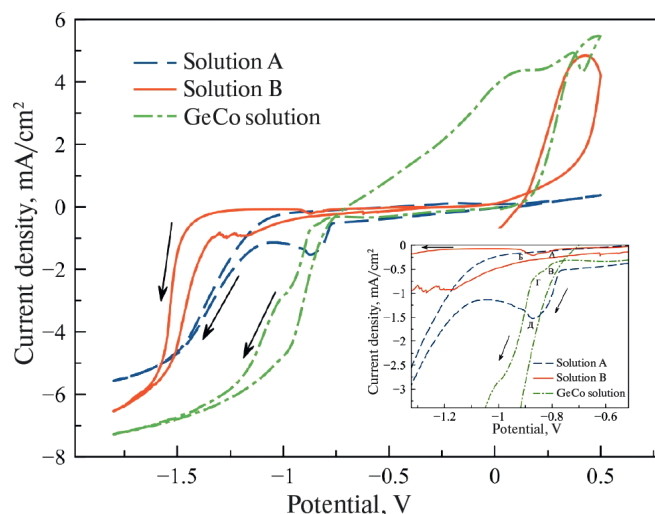 6
4
2
0
−2
−4
−6
−8
Current density, mA/cm²
Solution A
Solution B
GeCo solution
−1.5
−1
−0.5
0
0.5
Potential, V
0
−0.5
−1
−1.5
−2
−2.5
−3
Current density, mA/cm²
Б
А
Г
В
Д
Solution A
Solution B
GeCo solution
−1.2
−1
−0.8
−0.6
Potential, V